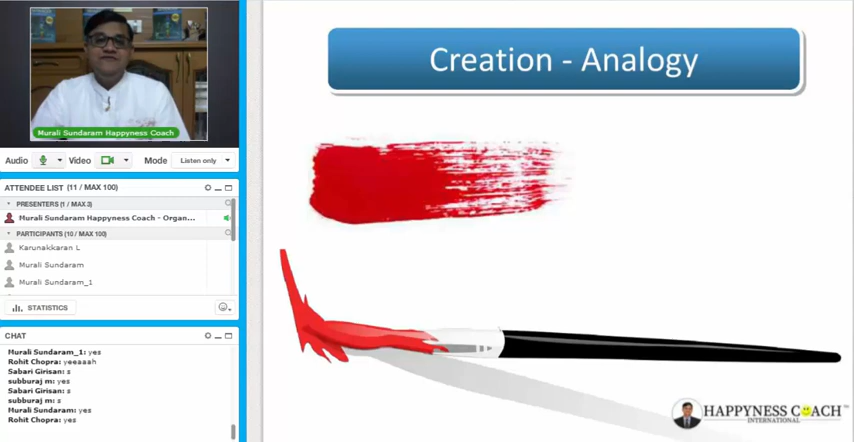 Murali Sundaram Happyness Coach
Audio Video Mode Listen only
ATTENDEE LIST (11 / MAX 100)
PRESENTERS (1 / MAX 3)
Murali Sundaram Happyness Coach - Organ...
PARTICIPANTS (10 / MAX 100)
Karunakkaran L
Murali Sundaram
Murali Sundaram_1
STATISTICS
CHAT
Murali Sundaram_1: yes
Rohit Chopra: yeeaaah
Sabari Girisan: s
subburaj m: yes
Sabari Girisan: s
subburaj m: s
Murali Sundaram: yes
Rohit Chopra: yes
Creation - Analogy
HAPPYNESS COACH™
INTERNATIONAL